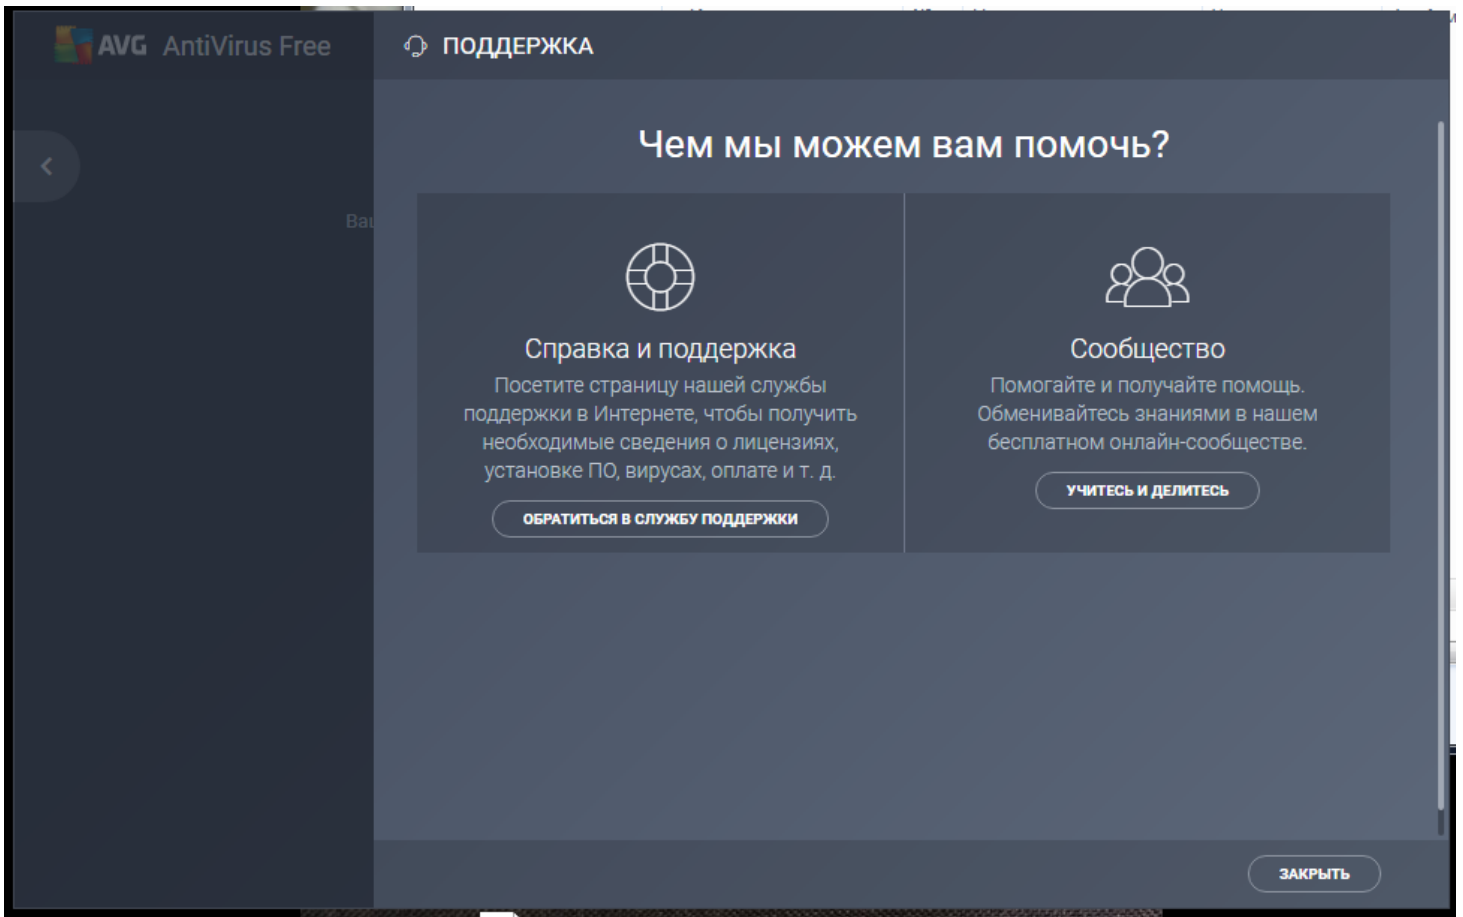 AVG AntiVirus Free
ПОДДЕРЖКА
Чем мы можем вам помочь?
Справка и поддержка
Посетите страницу нашей службы
поддержки в Интернете, чтобы получить
необходимые сведения о лицензиях,
установке ПО, вирусах, оплате и т. д.
ОБРАТИТЬСЯ В СЛУЖБУ ПОДДЕРЖКИ
Сообщество
Помогайте и получайте помощь.
Обменивайтесь знаниями в нашем
бесплатном онлайн-сообществе.
УЧИТЕСЬ И ДЕЛИТЕСЬ
ЗАКРЫТЬ